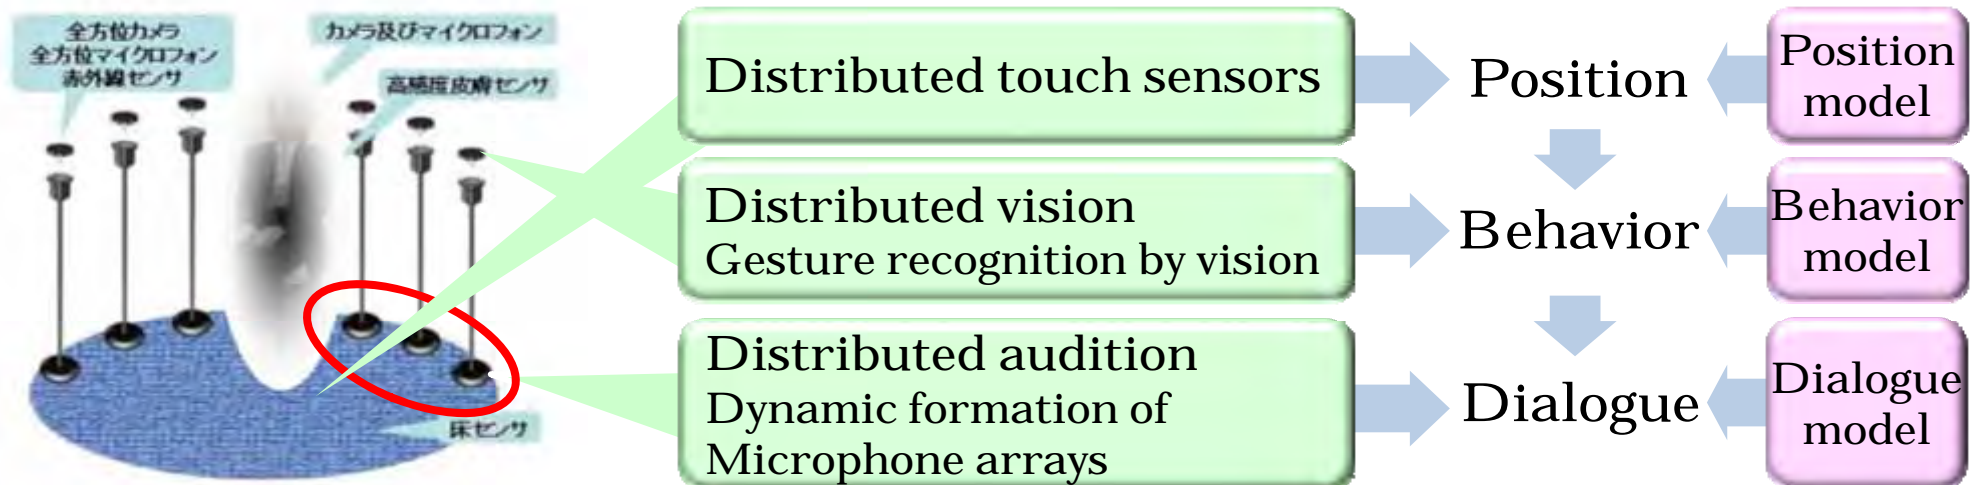 全方位カメラ
全方位マイクロフォン
赤外線センサ
カメラ及びマイクロフォン
高感度皮膚センサ
床センサ
Distributed touch sensors
Position
Position
model
Distributed vision
Gesture recognition by vision
Behavior
Behavior
model
Distributed audition
Dynamic formation of
Microphone arrays
Dialogue
Dialogue
model